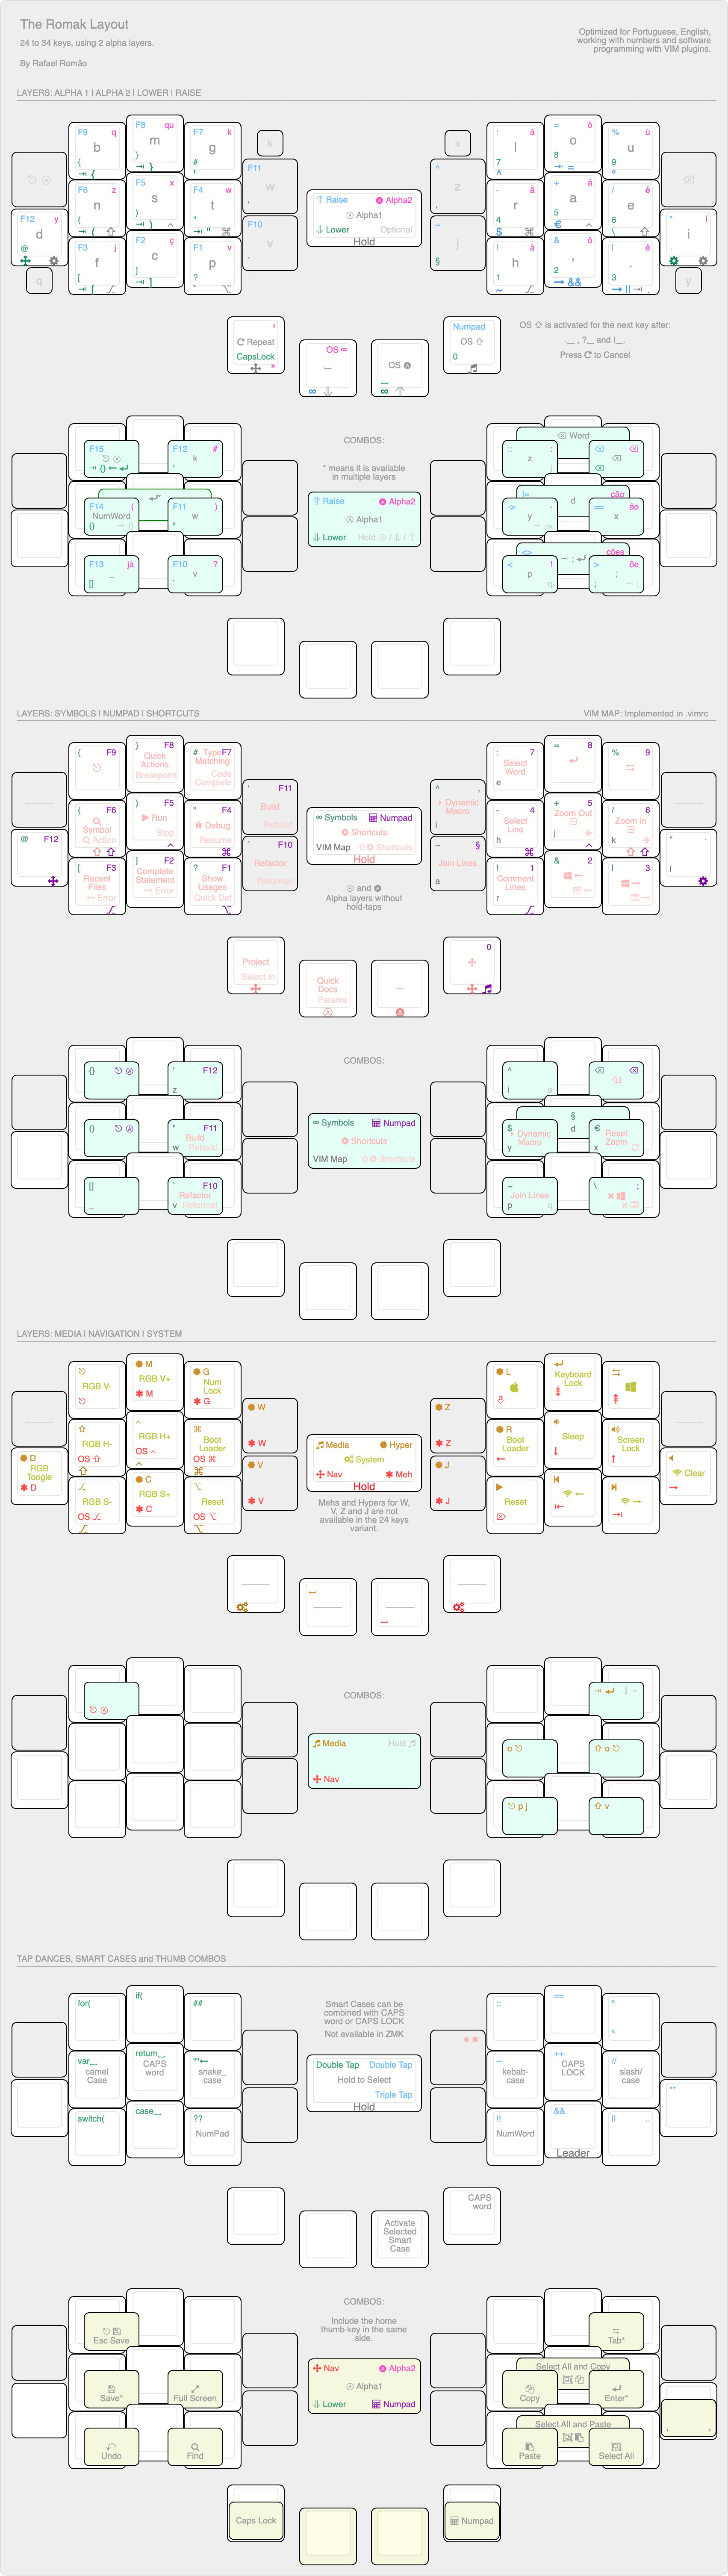 The Romak Layout
24 to 34 keys, using 2 alpha layers.
By Rafael Romão
Optimized for Portuguese, English,
working with numbers and software
programming with VIM plugins.
LAYERS: ALPHA 1 | ALPHA 2 | LOWER | RAISE
F9 q
b
{
F8 qu
m
}
F7 k
g
#
k
x
: à
l
7
= ó
o
8
% ú
u
9
F11
w
^
z
F6 z
n
(
F5 x
s
)
F4 w
t
"
Raise Alpha2
Alpha1
Lower Optional
Hold
- ã
r
4
$
+ á
a
5
€
/ é
e
6
\
F12 y
d
@
í
i
F10
v
~
j
§
F3 j
f
[
F2 ç
c
]
F1 p
p
?
! â
h
1
& õ
,
2
&&
| ê
.
3
||
q
y
Repeat
CapsLock
OS ∞
OS
Numpad
OS ⇧
0
OS ⇧ is activated for the next key after:
Press to Cancel
COMBOS:
* means it is available
in multiple layers
F15
{}
F12 #
F14 (
NumWord
()
F11 )
w
F13 já
_
[]
F10 ?
v
Raise Alpha2
Alpha1
Lower Hold
Word
:: :
z
!= ção
d
-> -
y
== ão
x
<> ções
< !
p
q
> õe
;
LAYERS: SYMBOLS | NUMPAD | SHORTCUTS
VIM MAP: Implemented in .vimrc
{ F9
} F8
Quick
Actions
Breakpoint
# Type F7
Matching
Code
Complete
: 7
Select
Word
e
= 8
% 9
F11
Build
Rebuild
^ ,
Dynamic
Macro
i
( F6
Symbol
Action
) F5
Run
Stop
" F4
Debug
Resume
∞ Symbols Numpad
Shortcuts
VIM Map Shortcuts
Hold
- 4
Select
Line
h
+ 5
Zoom Out
j
/ 6
Zoom In
k
@ F12
F10
Refactor
Reformat
~ §
Join Lines
a
[ F3
Recent
Files
← Error
] F2
Complete
Statement
→ Error
? F1
Show
Usages
Quick Def
and
Alpha layers without
hold-taps
! 1
Comment
Lines
r
& 2
| 3
Project
Select In
Quick
Docs
Params
0
COMBOS:
{}
' F12
z
^
i a
()
" F11
Build
w Rebuild
∞ Symbols Numpad
Shortcuts
VIM Map Shortcuts
§
d
$
Dynamic
Macro
y
€
Reset
Zoom
x
[]
_
F10
Refactor
v Reformat
~
Join Lines
p q
\ ;
LAYERS: MEDIA | NAVIGATION | SYSTEM
RGB V-
M
RGB V+
M
G
Num
Lock
G
L
Keyboard
Lock
W
W
Z
Z
RGB H-
OS ⇧
RGB H+
OS ^
⌘
Boot
Loader
OS ⌘
Media Hyper
System
Nav Meh
Hold
R
Boot
Loader
Sleep
Screen
Lock
D
RGB
Toogle
D
Clear
V
V
J
J
RGB S-
OS
C
RGB S+
C
Reset
OS
Mehs and Hypers for W,
V, Z and J are not
available in the 24 keys
variant.
Reset
COMBOS:
Media Hold
Nav
o
o
p j
v
TAP DANCES, SMART CASES and THUMB COMBOS
for(
if(
##
Smart Cases can be
combined with CAPS
word or CAPS LOCK
Not available in ZMK
::
==
*
*
var_
camel
Case
return_
CAPS
word
""←
snake_
case
Double Tap Double Tap
Hold to Select
Triple Tap
Hold
--
kebab-
case
++
CAPS
LOCK
//
slash/
case
switch(
case_
??
NumPad
!!
NumWord
&&
Leader
|| ..
Activate
Selected
Smart
Case
CAPS
word
COMBOS:
Include the home
thumb key in the same
side.
Esc Save
Tab*
Save*
Full Screen
Nav Alpha2
Alpha1
Lower Numpad
Select All and Copy
Copy
Enter*
Undo
Find
Select All and Paste
Paste
Select All
Caps Lock
Numpad